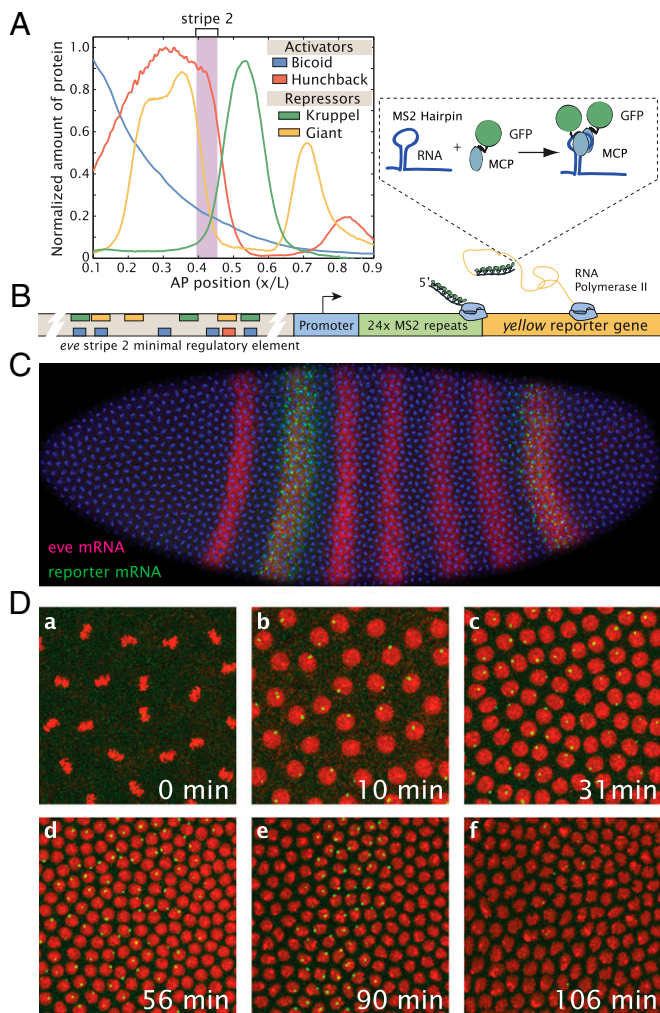 A
stripe 2
Normalized amount of protein
1.0
0.8
0.6
0.4
0.2
0
0.1 0.2 0.3 0.4 0.5 0.6 0.7 0.8 0.9
AP position (x/L)
Activators
Bicoid
Hunchback
Repressors
Kruppel
Giant
MS2 Hairpin
RNA
+
GFP
MCP
GFP
MCP
B
5'
RNA
Polymerase II
Promoter
24x MS2 repeats
yellow reporter gene
eve stripe 2 minimal regulatory element
C
eve mRNA
reporter mRNA
D
a
0 min
b
10 min
c
31min
d
56 min
e
90 min
f
106 min